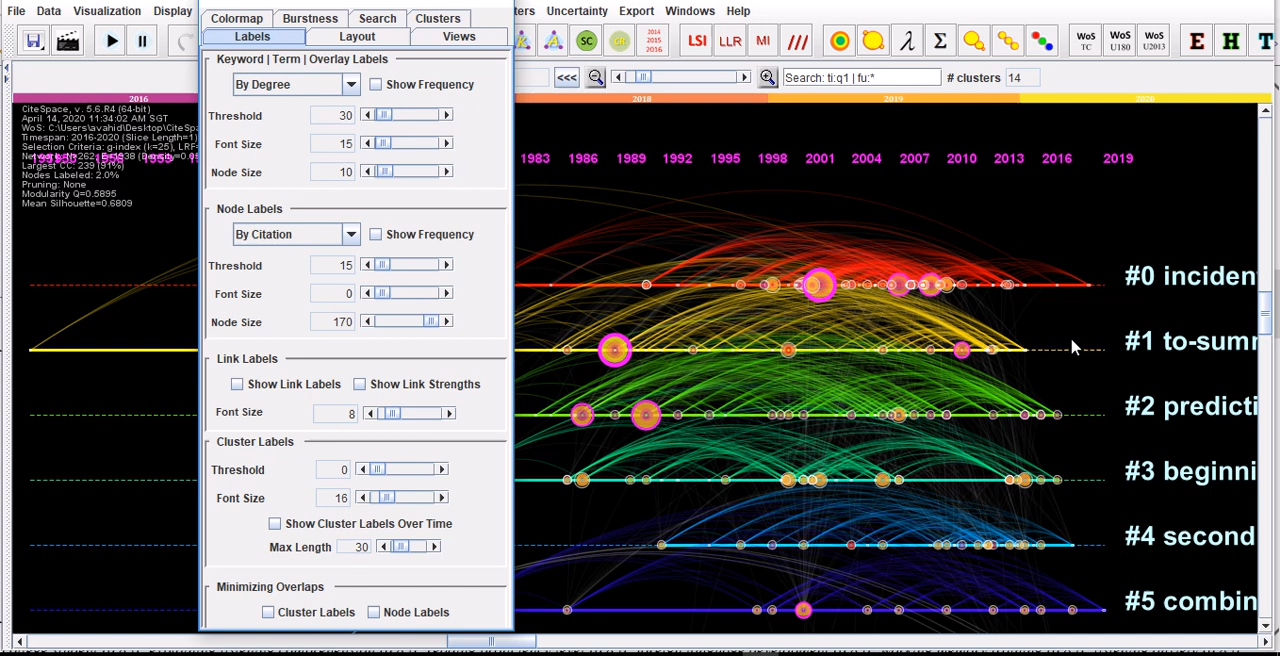 File Data Visualization Display
ers Uncertainty Export Windows Help
Colormap Burstness Search Clusters
Labels Layout Views
SC
CR
2014
2015
2016
LSI LLR MI
λ Σ
WoS
TC
WoS
U180
WoS
U2013
E H T
<<<
Search: ti:q1 | fu:*
# clusters 14
2016
2018
2019
2020
CiteSpace, v. 5.6.R4 (64-bit)
April 14, 2020 11:34:02 AM SGT
WoS: C:\Users\avahid\Desktop\CiteSpa
Timespan: 2016-2020 (Slice Length=1)
Selection Criteria: g-index (k=25), LRF=
Largest CC: 239 (91%)
Nodes Labeled: 2.0%
Pruning: None
Modularity Q=0.5895
Mean Silhouette=0.6809
Keyword | Term | Overlay Labels
By Degree Show Frequency
Threshold 30
Font Size 15
Node Size 10
Node Labels
By Citation Show Frequency
Threshold 15
Font Size 0
Node Size 170
Link Labels
Show Link Labels Show Link Strengths
Font Size 8
Cluster Labels
Threshold 0
Font Size 16
Show Cluster Labels Over Time
Max Length 30
Minimizing Overlaps
Cluster Labels Node Labels
1983 1986 1989 1992 1995 1998 2001 2004 2007 2010 2013 2016 2019
#0 inciden
#1 to-sum
#2 predicti
#3 beginni
#4 second
#5 combin